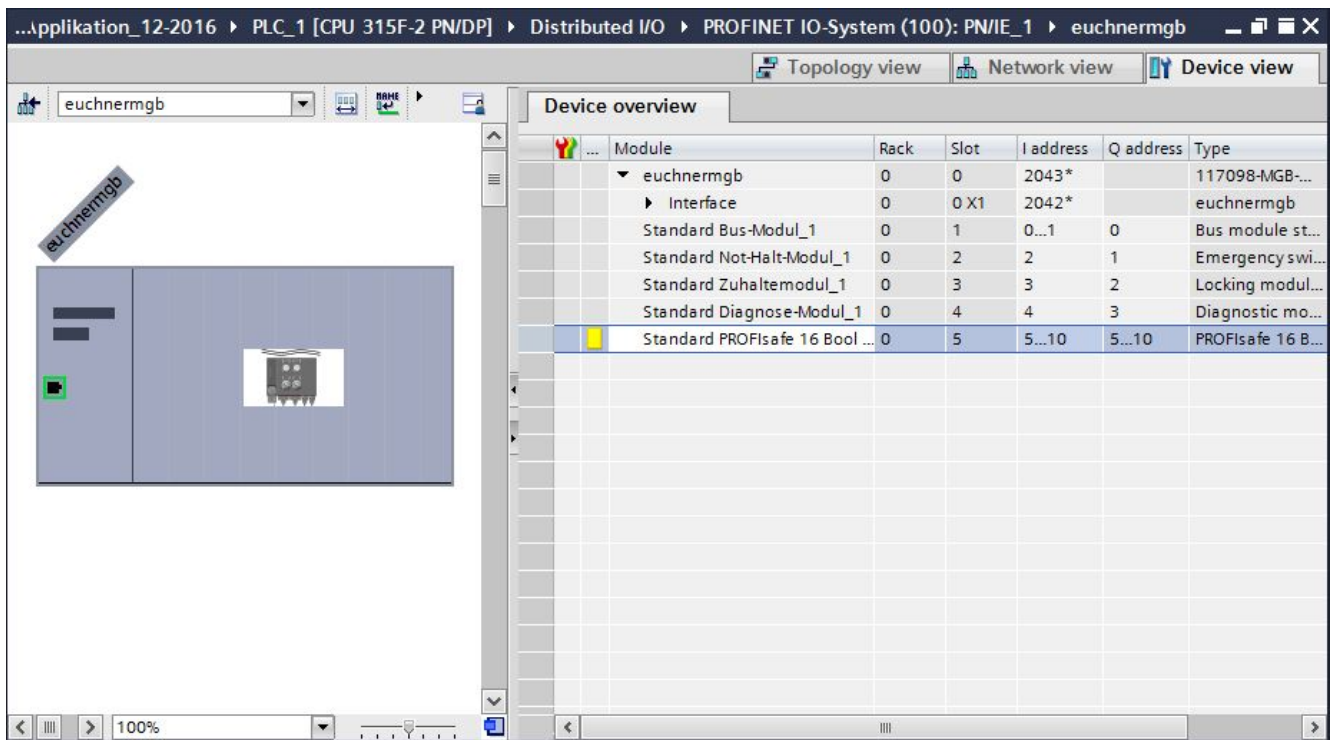 ...\pplikation_12-2016 ▸ PLC_1 [CPU 315F-2 PN/DP] ▸ Distributed I/O ▸ PROFINET IO-System (100): PN/IE_1 ▸ euchnermgb
Topology view Network view Device view
euchnermgb NAME Device overview
... Module Rack Slot I address Q address Type
euchnermgb 0 0 2043* 117098-MGB-...
Interface 0 0 X1 2042* euchnermgb
Standard Bus-Modul_1 0 1 0...1 0 Bus module st...
Standard Not-Halt-Modul_1 0 2 2 1 Emergency swi...
Standard Zuhaltemodul_1 0 3 3 2 Locking modul...
Standard Diagnose-Modul_1 0 4 4 3 Diagnostic mo...
Standard PROFIsafe 16 Bool ... 0 5 5...10 5...10 PROFIsafe 16 B...
euchnermgb
100%